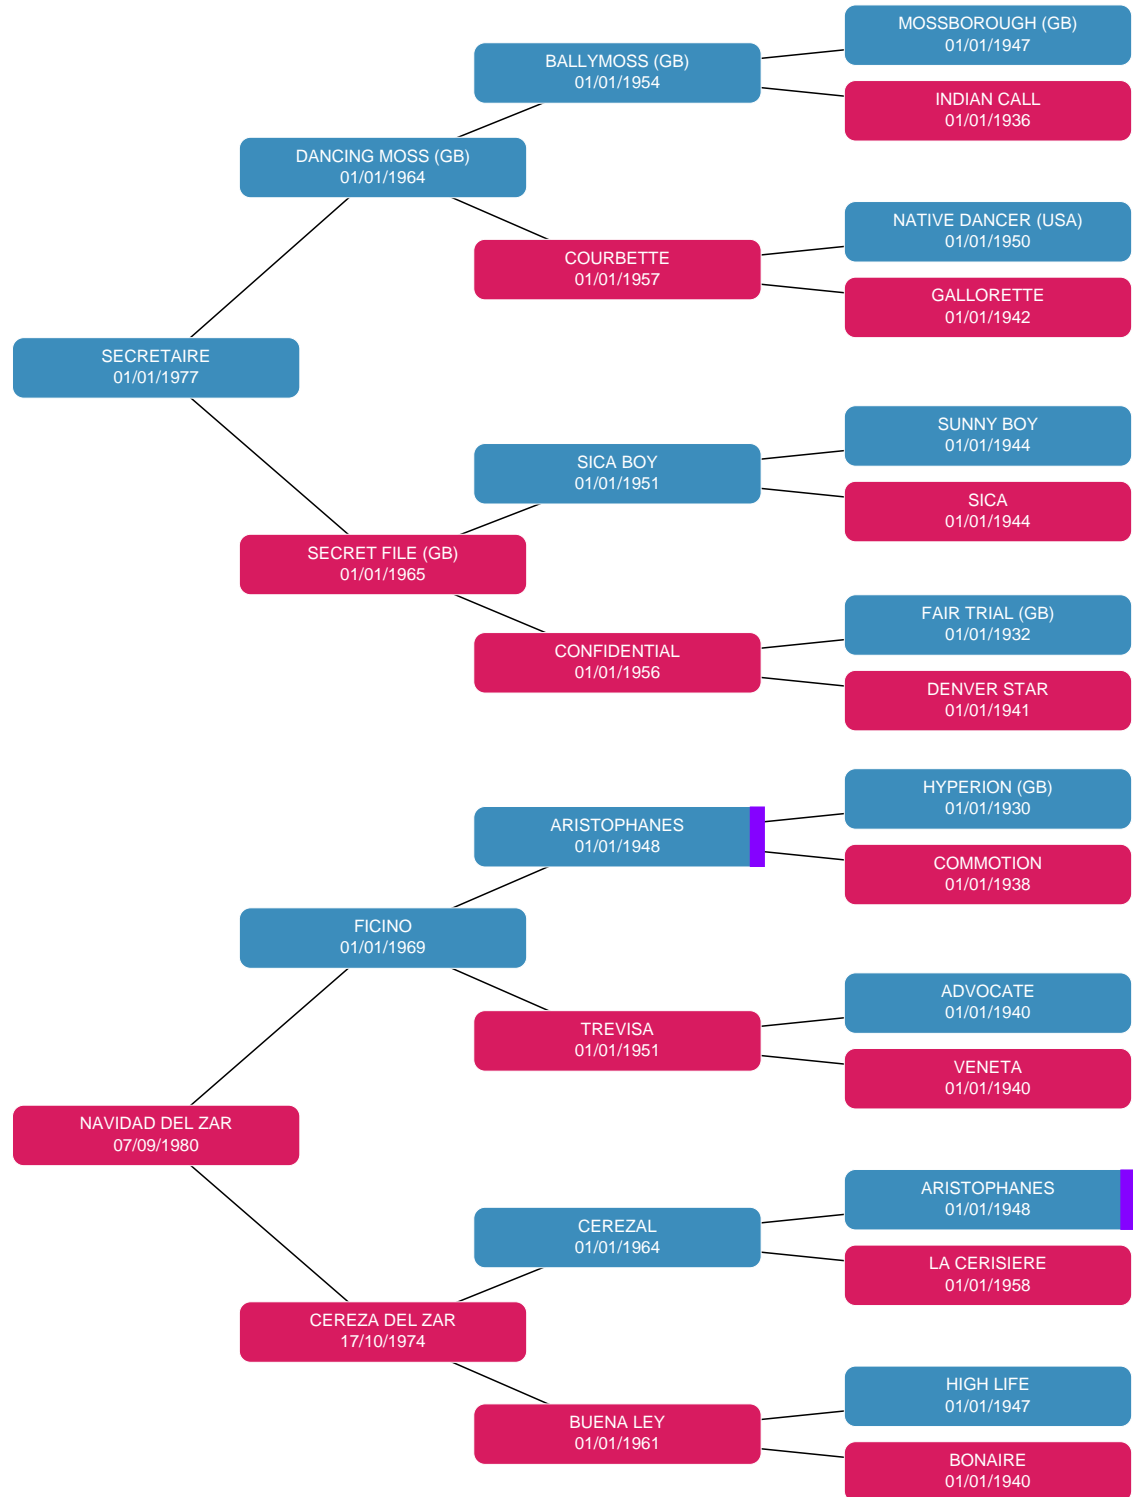 MOSSBOROUGH (GB)
01/01/1947
BALLYMOSS (GB)
01/01/1954
INDIAN CALL
01/01/1936
DANCING MOSS (GB)
01/01/1964
NATIVE DANCER (USA)
01/01/1950
COURBETTE
01/01/1957
GALLORETTE
01/01/1942
SECRETAIRE
01/01/1977
SUNNY BOY
01/01/1944
SICA BOY
01/01/1951
SICA
01/01/1944
SECRET FILE (GB)
01/01/1965
FAIR TRIAL (GB)
01/01/1932
CONFIDENTIAL
01/01/1956
DENVER STAR
01/01/1941
HYPERION (GB)
01/01/1930
ARISTOPHANES
01/01/1948
COMMOTION
01/01/1938
FICINO
01/01/1969
ADVOCATE
01/01/1940
TREVISA
01/01/1951
VENETA
01/01/1940
NAVIDAD DEL ZAR
07/09/1980
ARISTOPHANES
01/01/1948
CEREZAL
01/01/1964
LA CERISIERE
01/01/1958
CEREZA DEL ZAR
17/10/1974
HIGH LIFE
01/01/1947
BUENA LEY
01/01/1961
BONAIRE
01/01/1940